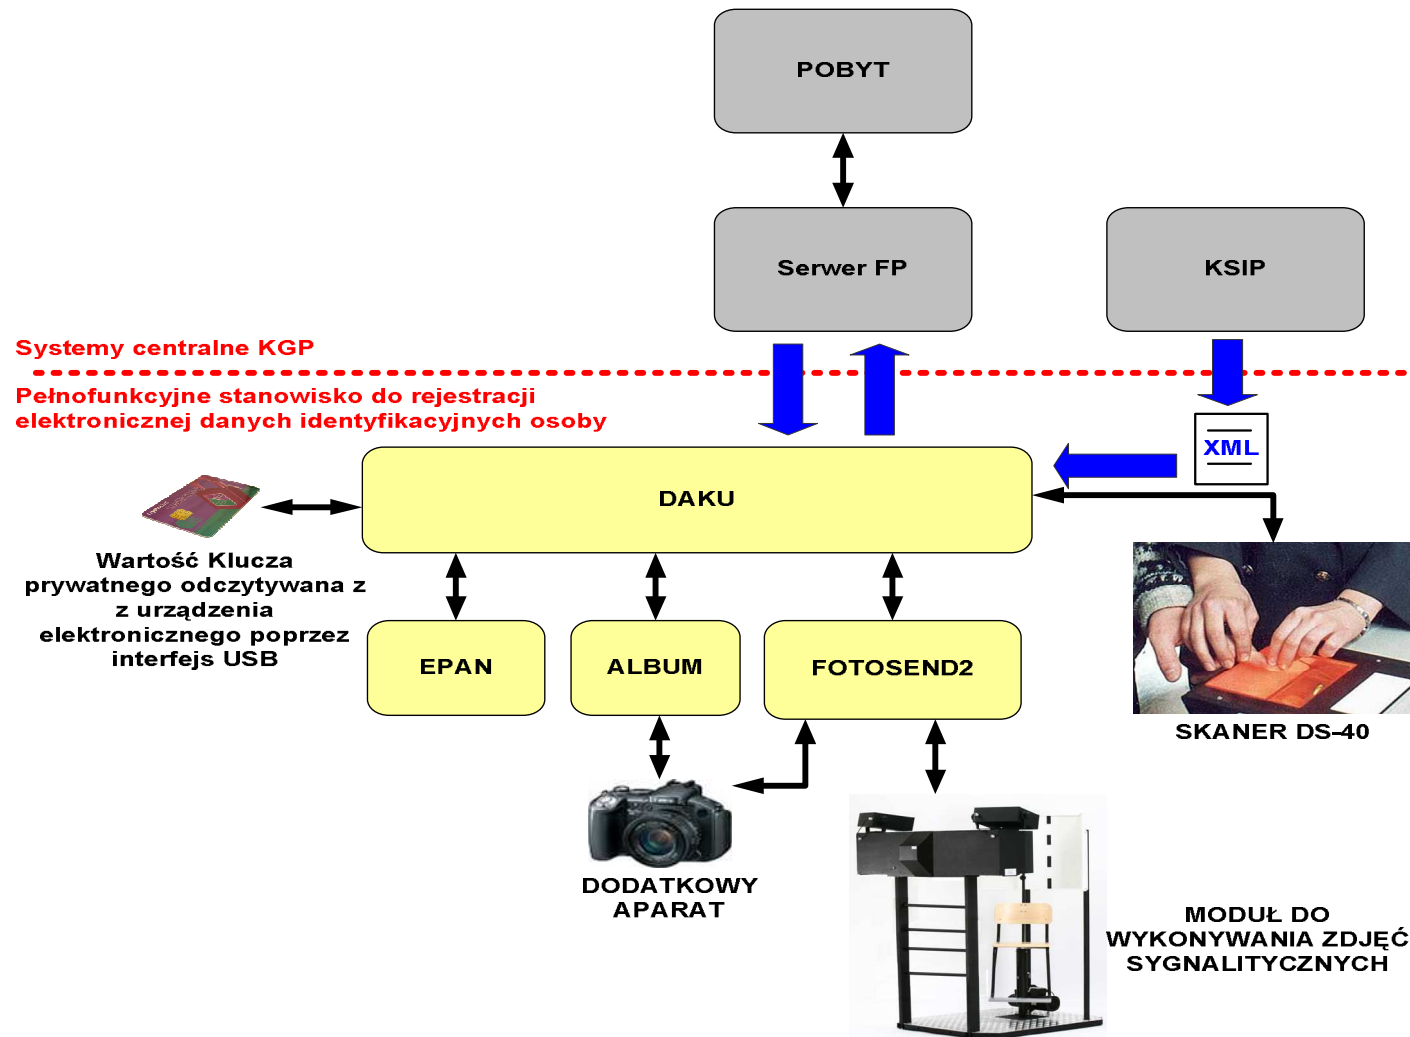 POBYT
Serwer FP
KSIP
Systemy centralne KGP
Pełnofunkcyjne stanowisko do rejestracji
elektronicznej danych identyfikacyjnych osoby
XML
DAKU
Wartość Klucza
prywatnego odczytywana z
z urządzenia
elektronicznego poprzez
interfejs USB
EPAN
ALBUM
FOTOSEND2
SKANER DS-40
DODATKOWY
APARAT
MODUŁ DO
WYKONYWANIA ZDJĘĆ
SYGNALITYCZNYCH